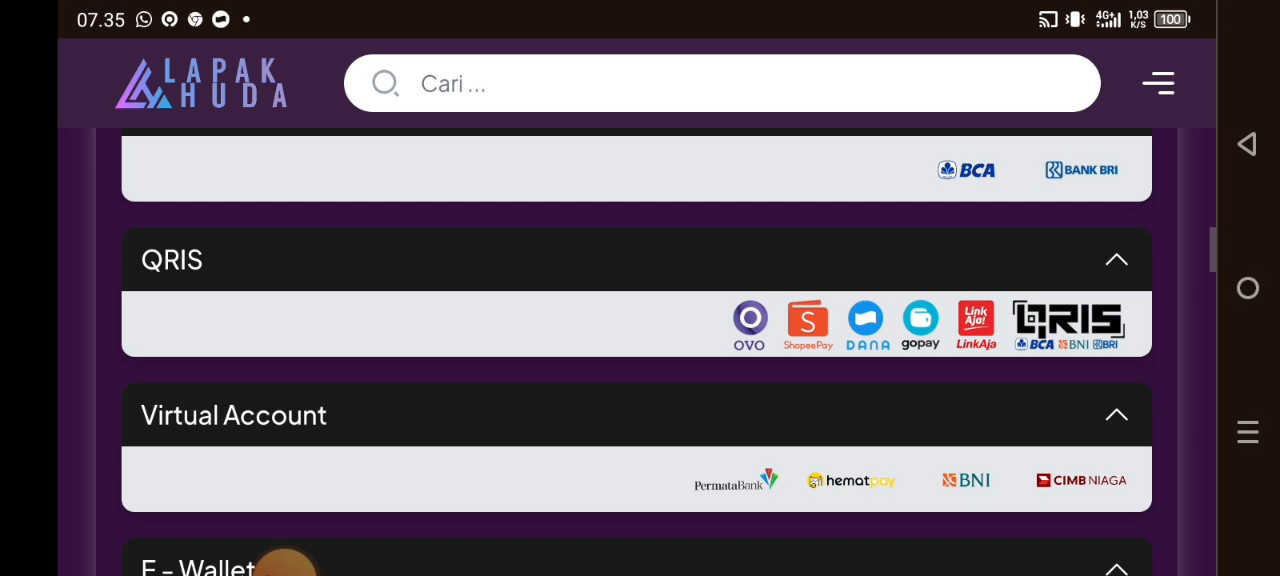 07.35 4G+ 1,03 K/S 100
LAPAK
HUDA
Cari ...
BCA BANK BRI
QRIS
OVO S ShopeePay DANA gopay Link Aja! LinkAja QRIS
BCA BNI BRI
Virtual Account
PermataBank hematpay BNI CIMB NIAGA
E - Wallet